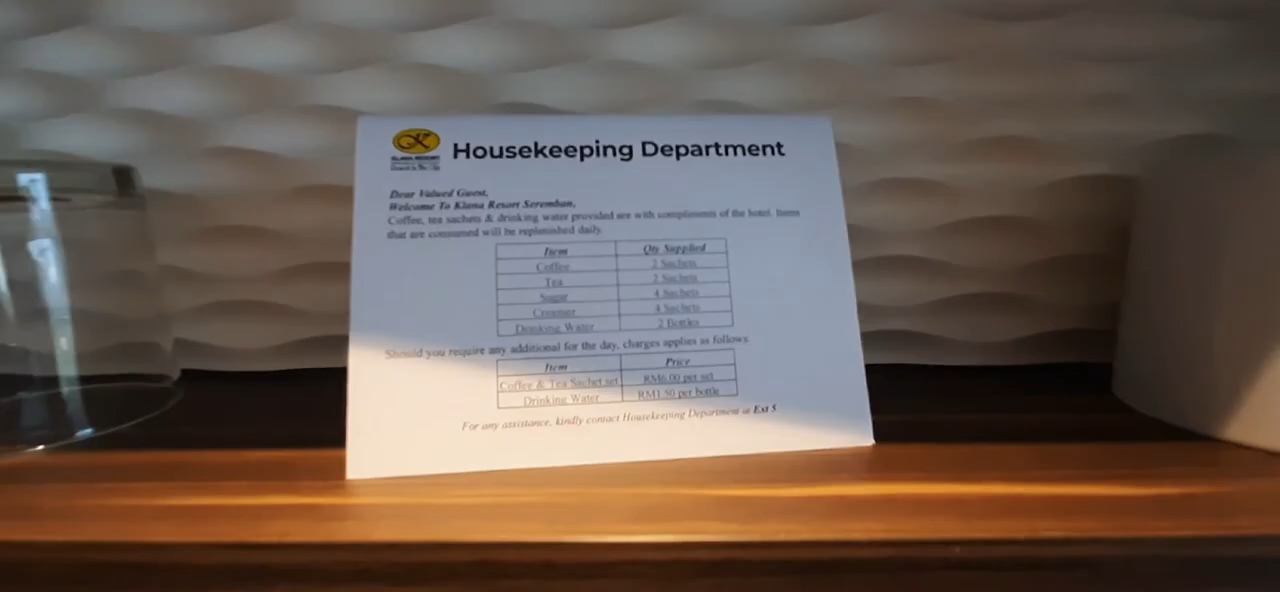 KLANA RESORT
Housekeeping Department
Dear Valued Guest,
Welcome To Klana Resort Seremban,
Coffee, tea sachets & drinking water provided are with compliments of the hotel. Items
that are consumed will be replenished daily.
Item Qty Supplied
Coffee 2 Sachets
Tea 2 Sachets
Sugar 4 Sachets
Creamer 4 Sachets
Drinking Water 2 Bottles
Should you require any additional for the day, charges applies as follows
Item Price
Coffee & Tea Sachet set RM6.00 per set
Drinking Water RM1.50 per bottle
For any assistance, kindly contact Housekeeping Department at Ext 5